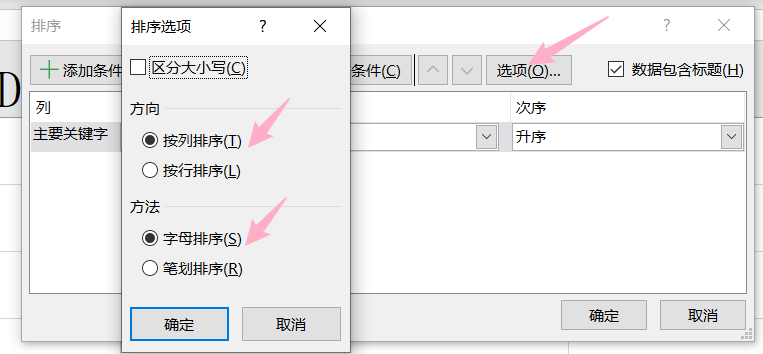 排序
?
排序选项
?
添加条件
条件(C)
选项(O)...
数据包含标题(H)
区分大小写(C)
D
列
次序
主要关键字
升序
方向
按列排序(T)
按行排序(L)
方法
字母排序(S)
笔划排序(R)
确定
取消
确定
取消